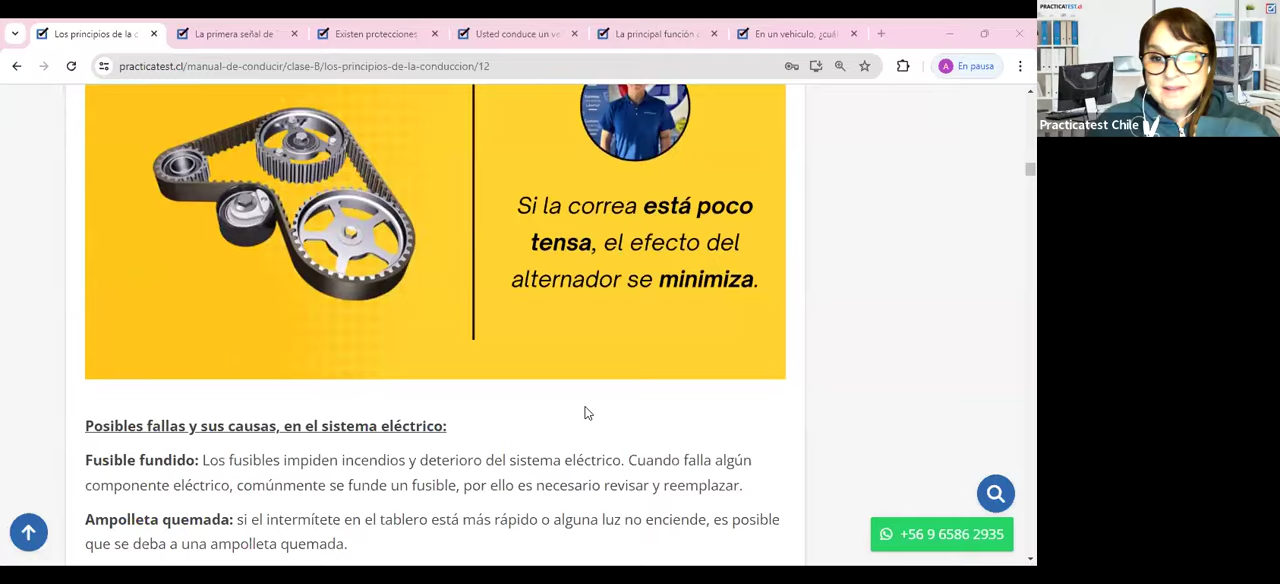 Los principios de la c
La primera señal de
Existen protecciones
Usted conduce un ve
La principal función
En un vehiculo, ¿cuál
practicatest.cl/manual-de-conducir/clase-B/los-principios-de-la-conduccion/12
A
En pausa
PRACTICATEST.cl
Practicatest Chile
Si la correa está poco
tensa, el efecto del
alternador se minimiza.
Posibles fallas y sus causas, en el sistema eléctrico:
Fusible fundido: Los fusibles impiden incendios y deterioro del sistema eléctrico. Cuando falla algún
componente eléctrico, comúnmente se funde un fusible, por ello es necesario revisar y reemplazar.
Ampolleta quemada: si el intermítete en el tablero está más rápido o alguna luz no enciende, es posible
que se deba a una ampolleta quemada.
+56 9 6586 2935